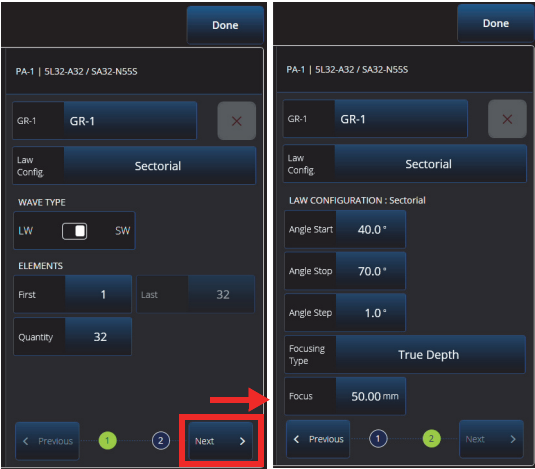 Done
PA-1 | 5L32-A32 / SA32-N55S
GR-1 GR-1
Law
Config. Sectorial
WAVE TYPE
LW SW
ELEMENTS
First 1 Last 32
Quantity 32
Previous 1 2 Next
Done
PA-1 | 5L32-A32 / SA32-N55S
GR-1 GR-1
Law
Config. Sectorial
LAW CONFIGURATION : Sectorial
Angle Start 40.0 °
Angle Stop 70.0 °
Angle Step 1.0 °
Focusing
Type True Depth
Focus 50.00 mm
Previous 1 2 Next